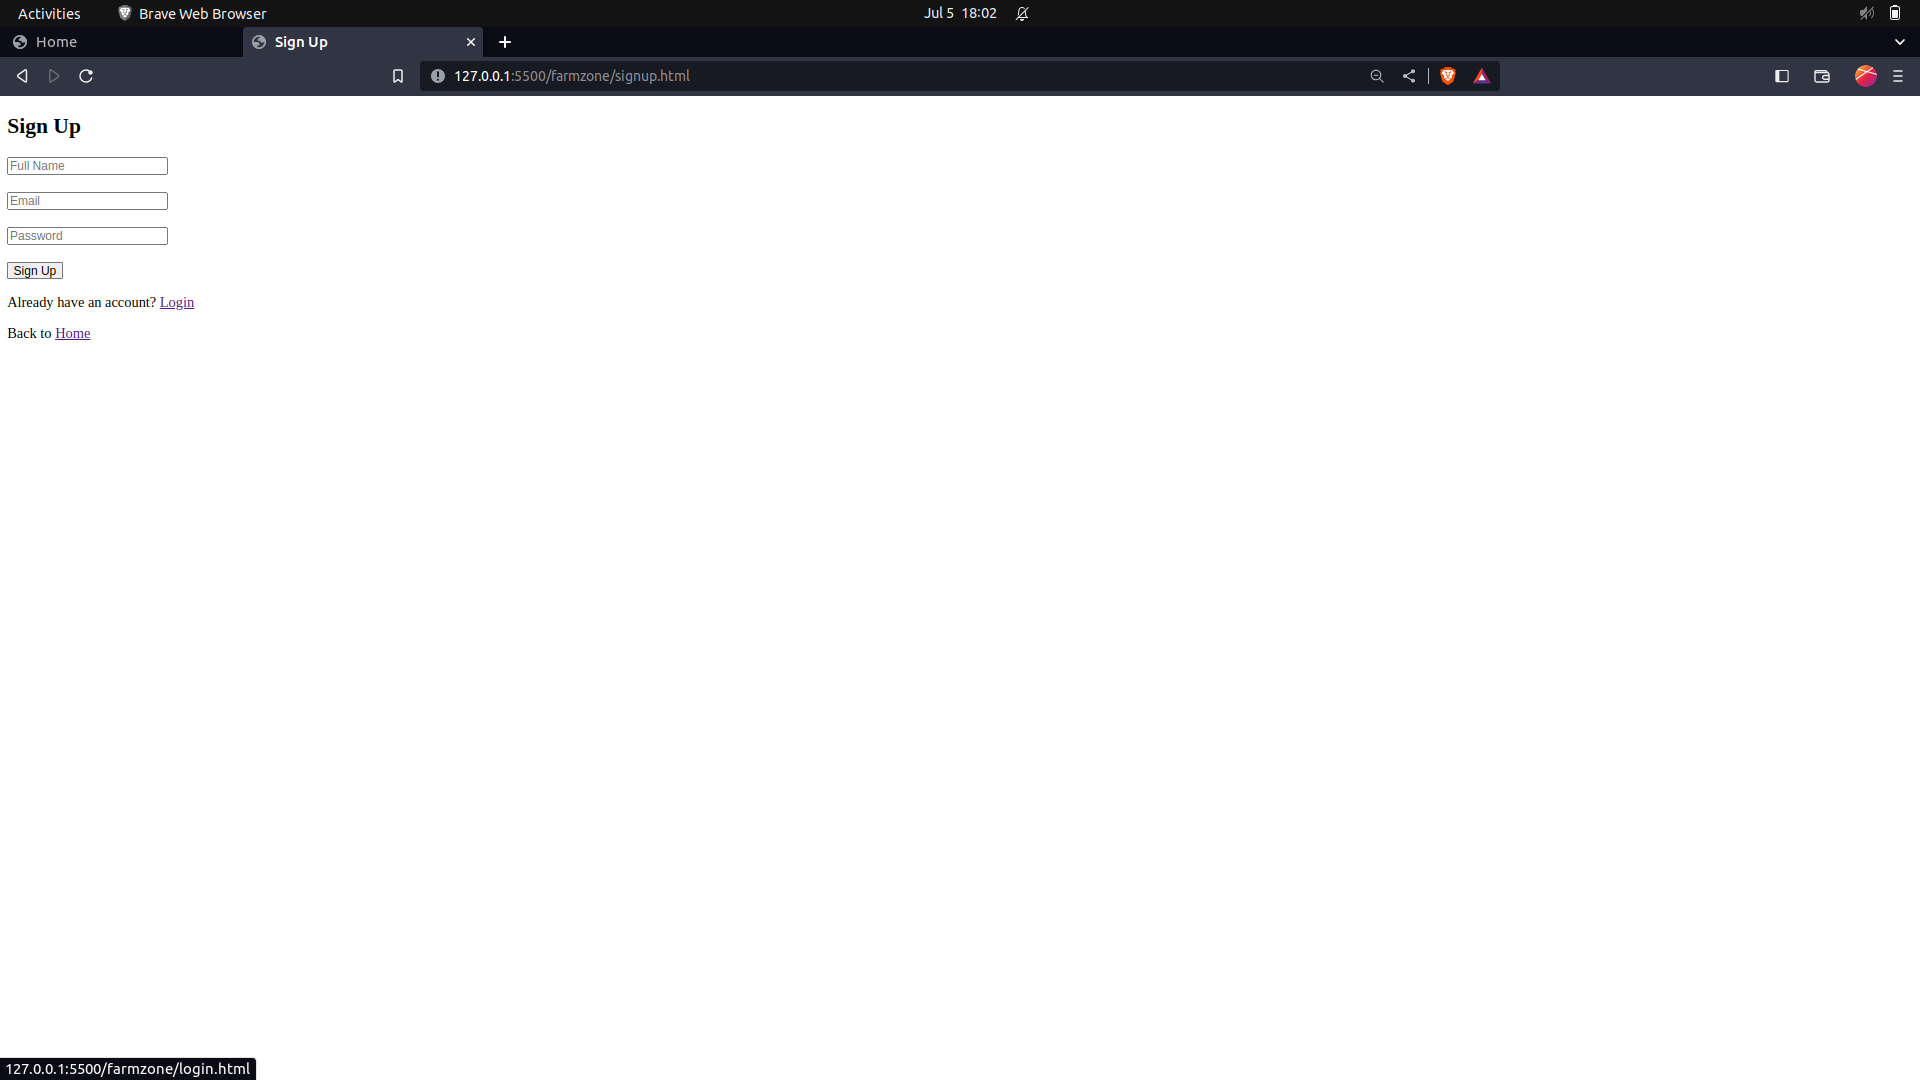 Activities Brave Web Browser Jul 5 18:02
Home Sign Up
127.0.0.1:5500/farmzone/signup.html
Sign Up
Full Name
Email
Password
Sign Up
Already have an account? Login
Back to Home
127.0.0.1:5500/farmzone/login.html